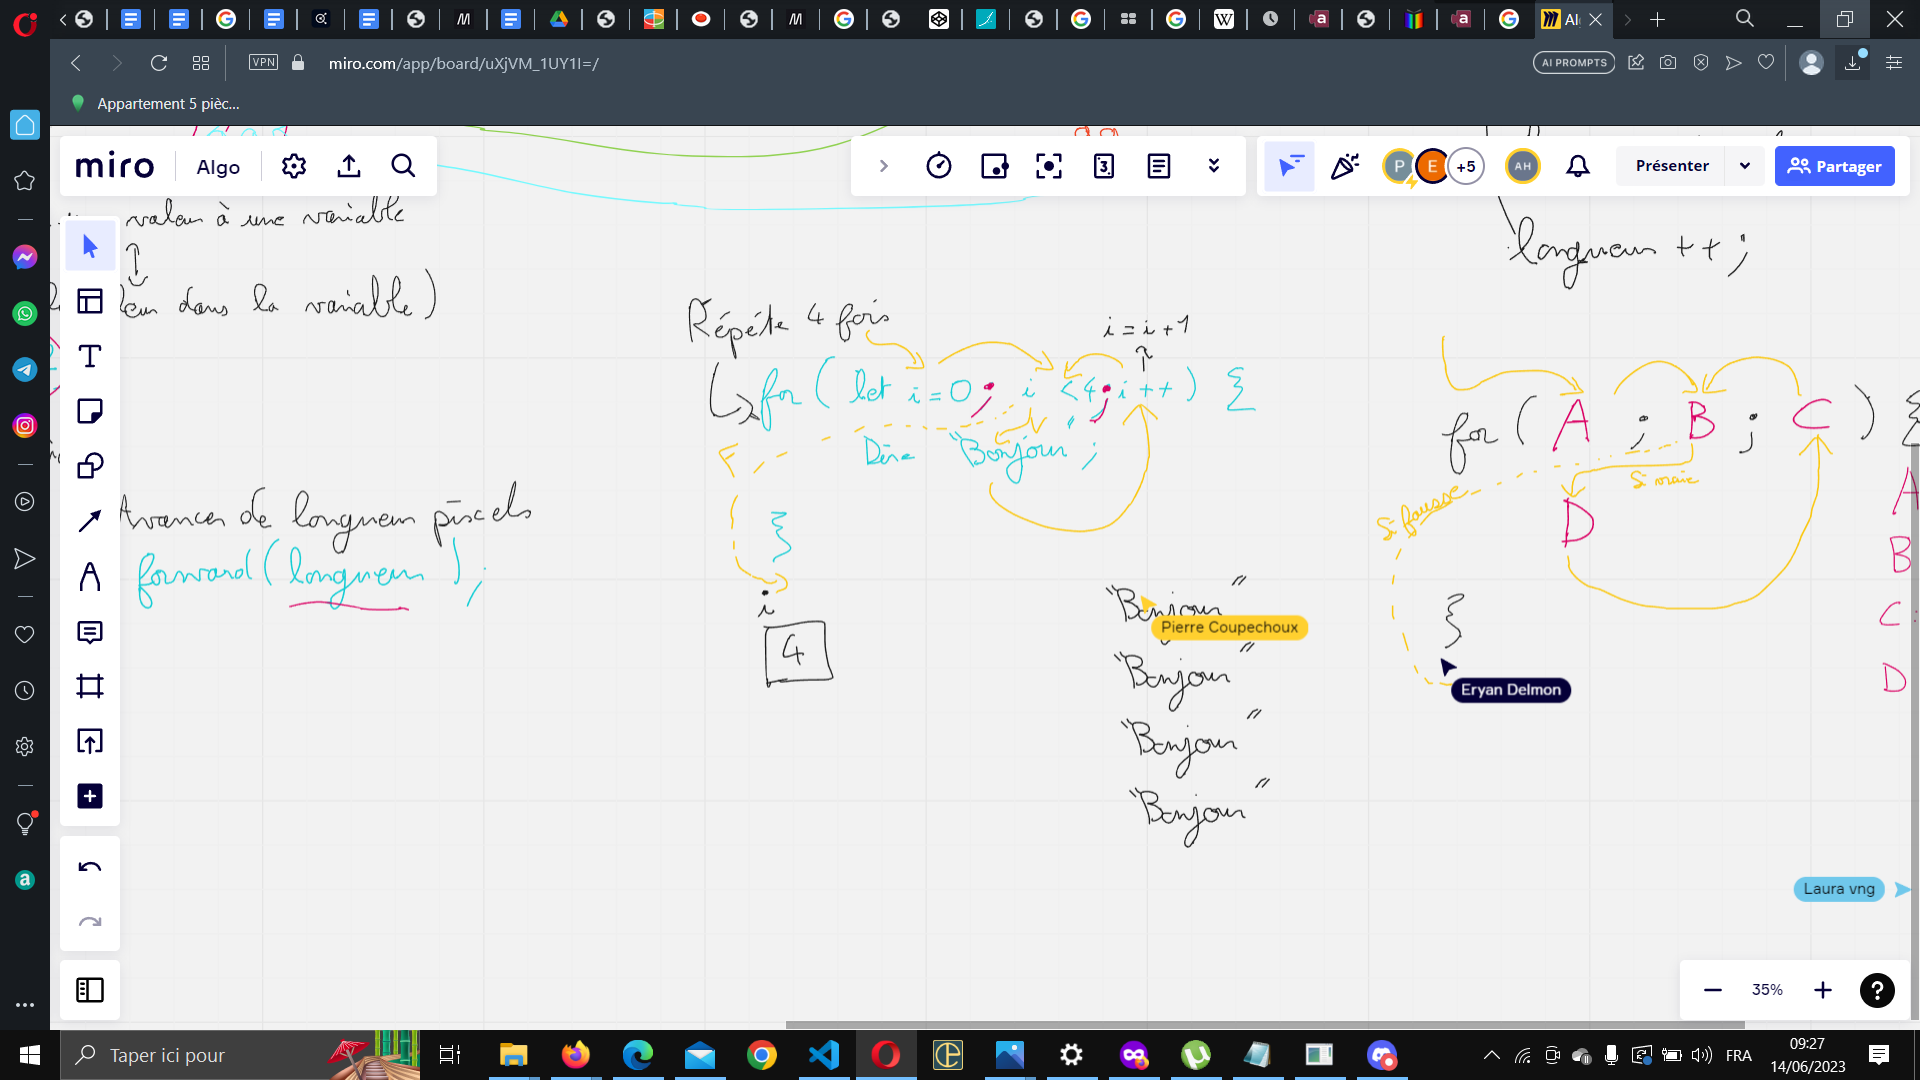 miro.com/app/board/uXjVM_1UY1I=/
VPN
AI PROMPTS
Appartement 5 pièc...
miro
Algo
P
E
+5
AH
Présenter
Partager
valeur à une variable
dans la variable)
longueur ++;
Répéte 4 fois
i = i +1
for ( let i = 0; i < 4; i ++ ) {
Dire "Bonjour";
F
V
}
i
4
Avancer de longueur pixels
forward(longueur);
"Bonjour"
"Bonjour"
"Bonjour"
"Bonjour"
Pierre Coupechoux
for ( A ; B ; C ) {
Si vraie
Si fausse
D
}
A
B
C :
D
Eryan Delmon
Laura vng
35%
Taper ici pour
FRA
09:27
14/06/2023